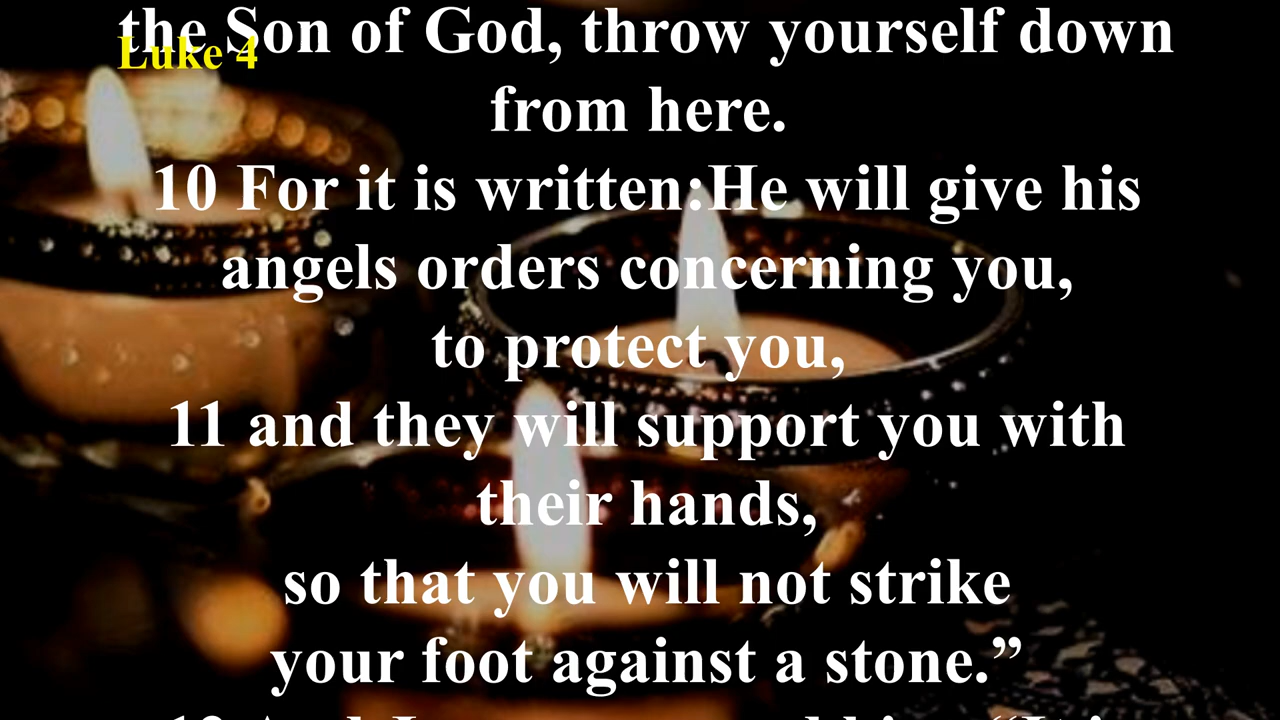 the Son of God, throw yourself down
Luke 4
from here.
10 For it is written:He will give his
angels orders concerning you,
to protect you,
11 and they will support you with
their hands,
so that you will not strike
your foot against a stone.”